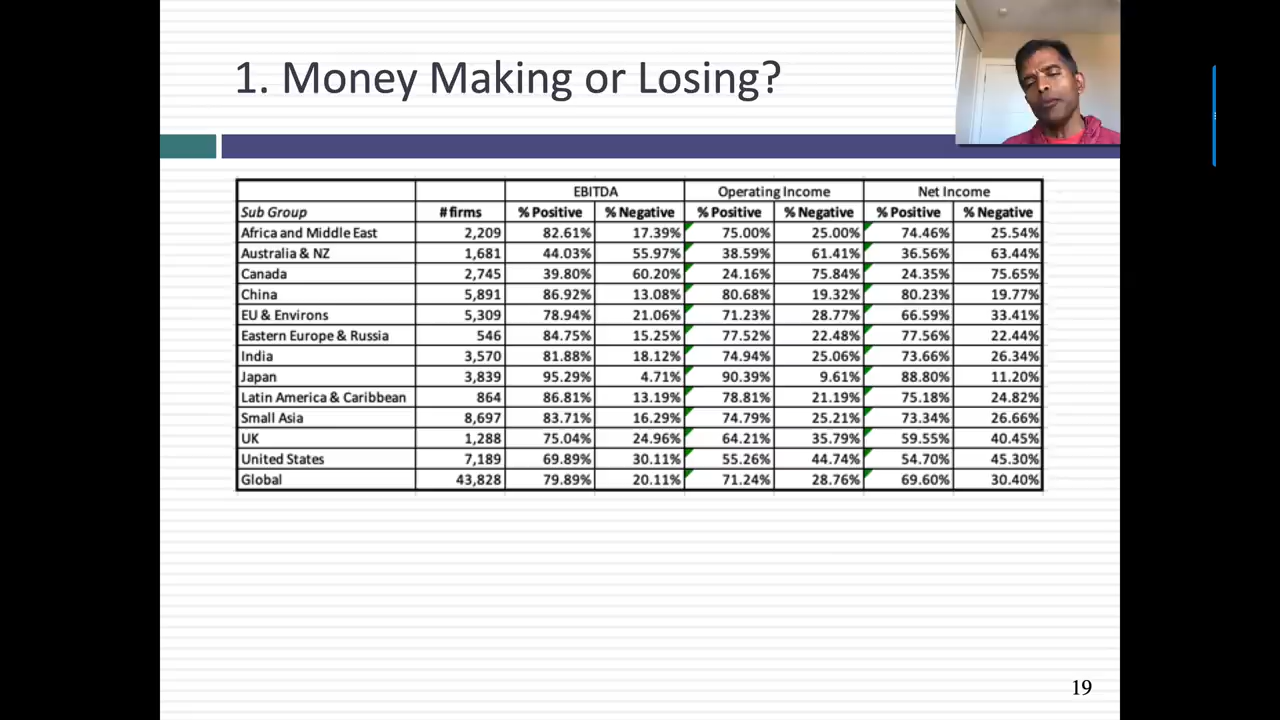 1. Money Making or Losing?
EBITDA Operating Income Net Income
Sub Group # firms % Positive % Negative % Positive % Negative % Positive % Negative
Africa and Middle East 2,209 82.61% 17.39% 75.00% 25.00% 74.46% 25.54%
Australia & NZ 1,681 44.03% 55.97% 38.59% 61.41% 36.56% 63.44%
Canada 2,745 39.80% 60.20% 24.16% 75.84% 24.35% 75.65%
China 5,891 86.92% 13.08% 80.68% 19.32% 80.23% 19.77%
EU & Environs 5,309 78.94% 21.06% 71.23% 28.77% 66.59% 33.41%
Eastern Europe & Russia 546 84.75% 15.25% 77.52% 22.48% 77.56% 22.44%
India 3,570 81.88% 18.12% 74.94% 25.06% 73.66% 26.34%
Japan 3,839 95.29% 4.71% 90.39% 9.61% 88.80% 11.20%
Latin America & Caribbean 864 86.81% 13.19% 78.81% 21.19% 75.18% 24.82%
Small Asia 8,697 83.71% 16.29% 74.79% 25.21% 73.34% 26.66%
UK 1,288 75.04% 24.96% 64.21% 35.79% 59.55% 40.45%
United States 7,189 69.89% 30.11% 55.26% 44.74% 54.70% 45.30%
Global 43,828 79.89% 20.11% 71.24% 28.76% 69.60% 30.40%
19